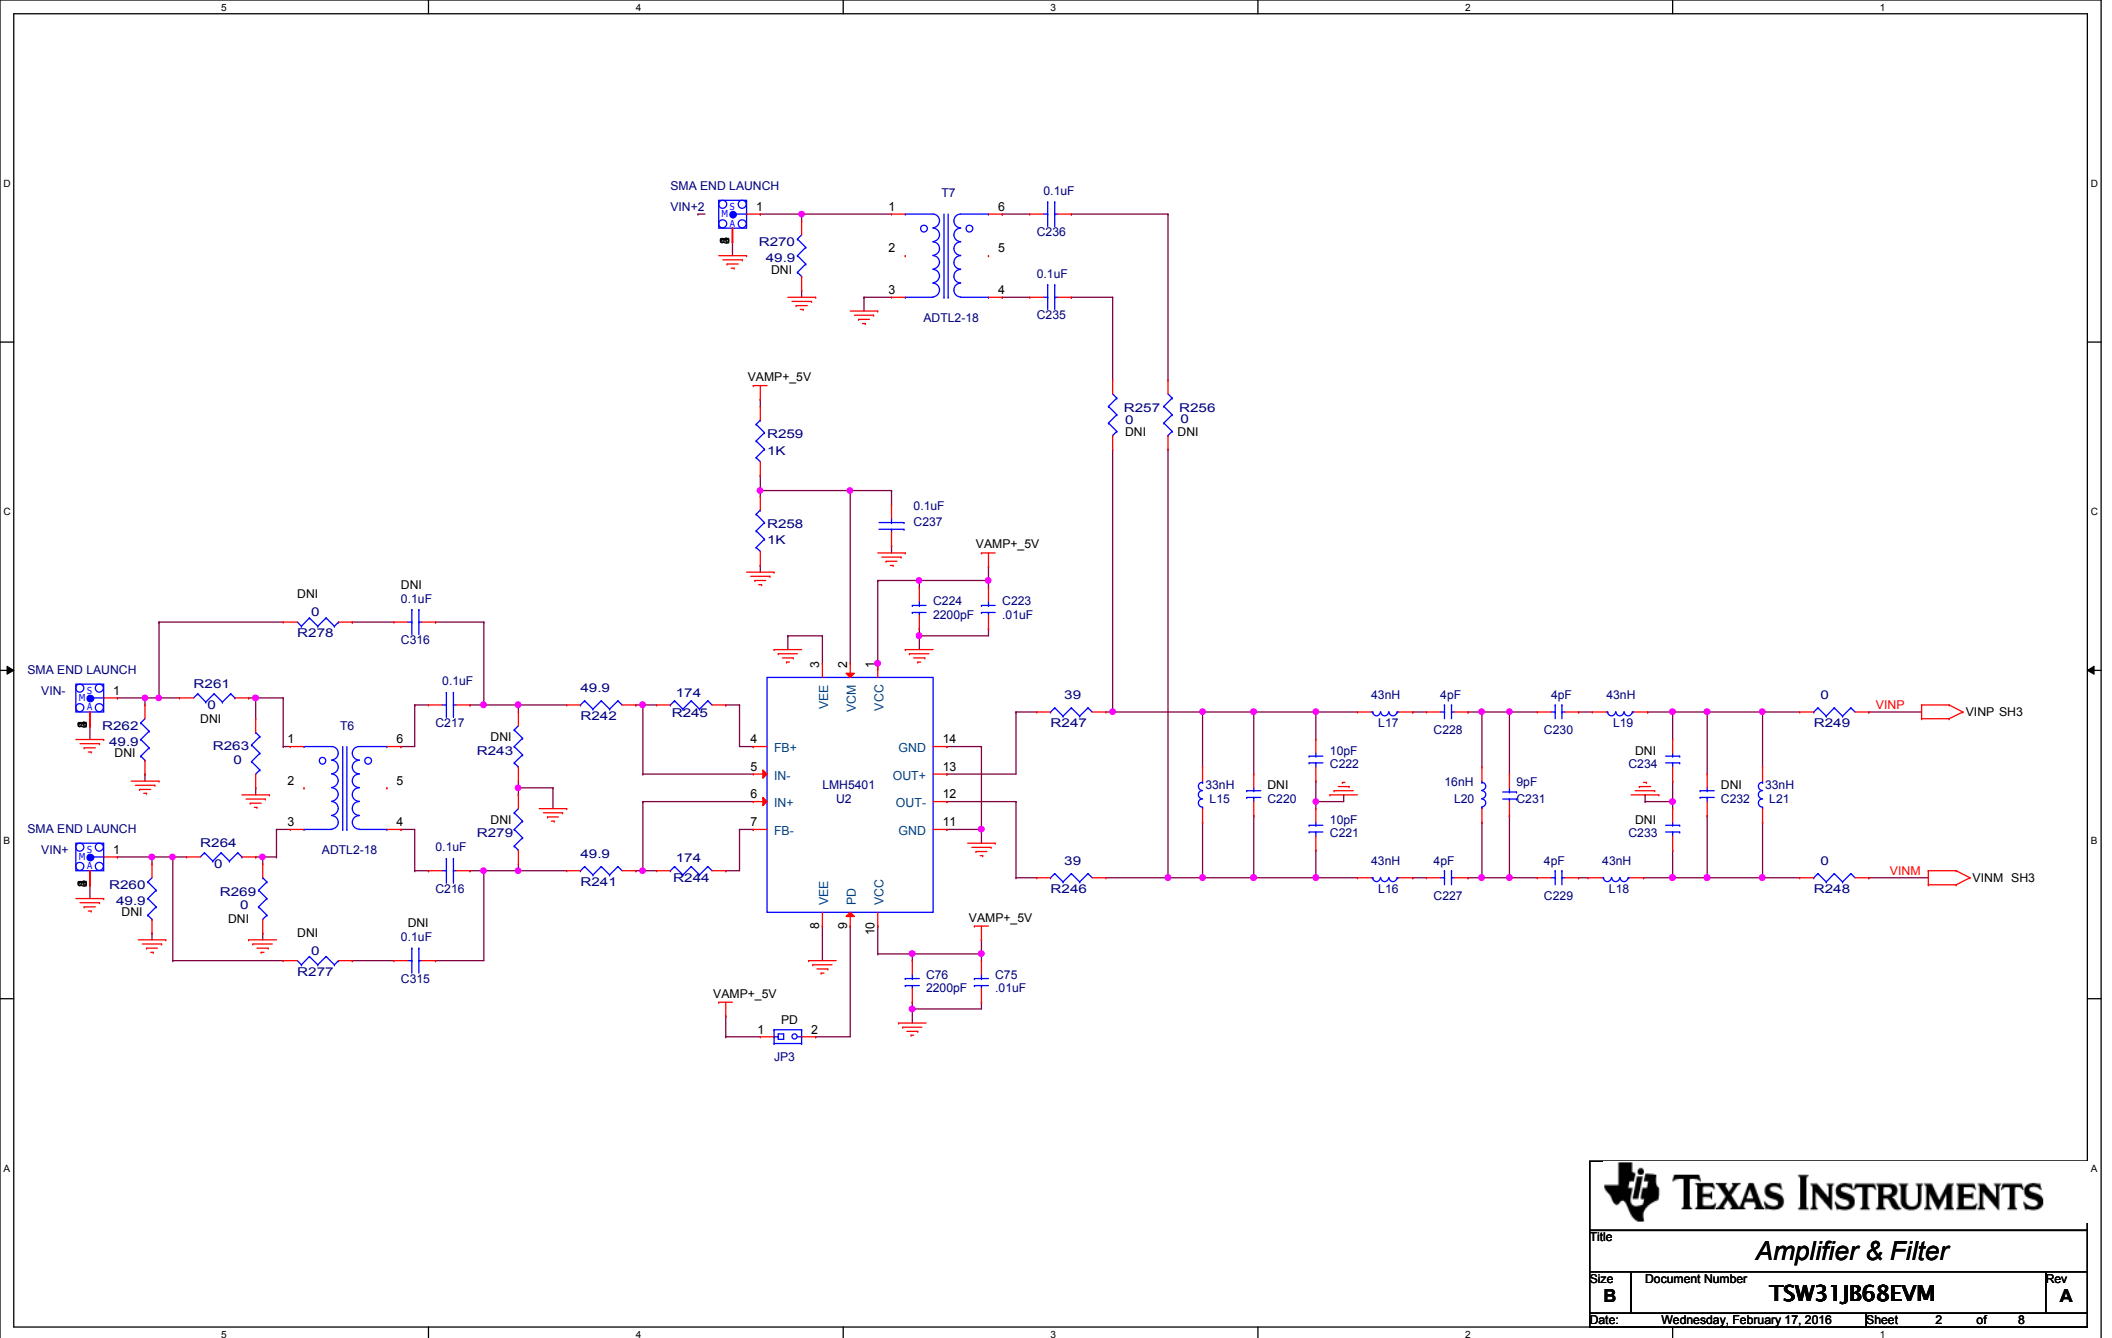 5 4 3 2 1
D D
SMA END LAUNCH
VIN+2
S
M
A
1
R270
49.9
DNI
T7
1
2
3
6
5
4
ADTL2-18
0.1uF
C236
0.1uF
C235
VAMP+_5V
R259
1K
R258
1K
0.1uF
C237
R257
0
DNI
R256
0
DNI
C C
VAMP+_5V
C224
2200pF
C223
.01uF
DNI
0
R278
DNI
0.1uF
C316
SMA END LAUNCH
VIN-
S
M
A
1
R261
0
DNI
R262
49.9
DNI
R263
0
T6
1
2
3
6
5
4
ADTL2-18
0.1uF
C217
0.1uF
C216
DNI
R243
DNI
R279
49.9
R242
174
R245
49.9
R241
174
R244
SMA END LAUNCH
VIN+
S
M
A
1
R264
0
R260
49.9
DNI
R269
0
DNI
DNI
0
R277
DNI
0.1uF
C315
3 2 1
VEE VCM VCC
4 FB+
5 IN-
6 IN+
7 FB-
LMH5401
U2
GND 14
OUT+ 13
OUT- 12
GND 11
VEE PD VCC
8 9 10
VAMP+_5V
C76
2200pF
C75
.01uF
VAMP+_5V
PD
1 2
JP3
39
R247
39
R246
33nH
L15
DNI
C220
10pF
C222
10pF
C221
43nH
L17
4pF
C228
4pF
C230
43nH
L19
16nH
L20
9pF
C231
43nH
L16
4pF
C227
4pF
C229
43nH
L18
DNI
C234
DNI
C233
DNI
C232
33nH
L21
0
R249
VINP
VINP SH3
0
R248
VINM
VINM SH3
B B
A A
TEXAS INSTRUMENTS
Title
Amplifier & Filter
Size
B
Document Number
TSW31JB68EVM
Rev
A
Date: Wednesday, February 17, 2016 Sheet 2 of 8
5 4 3 2 1